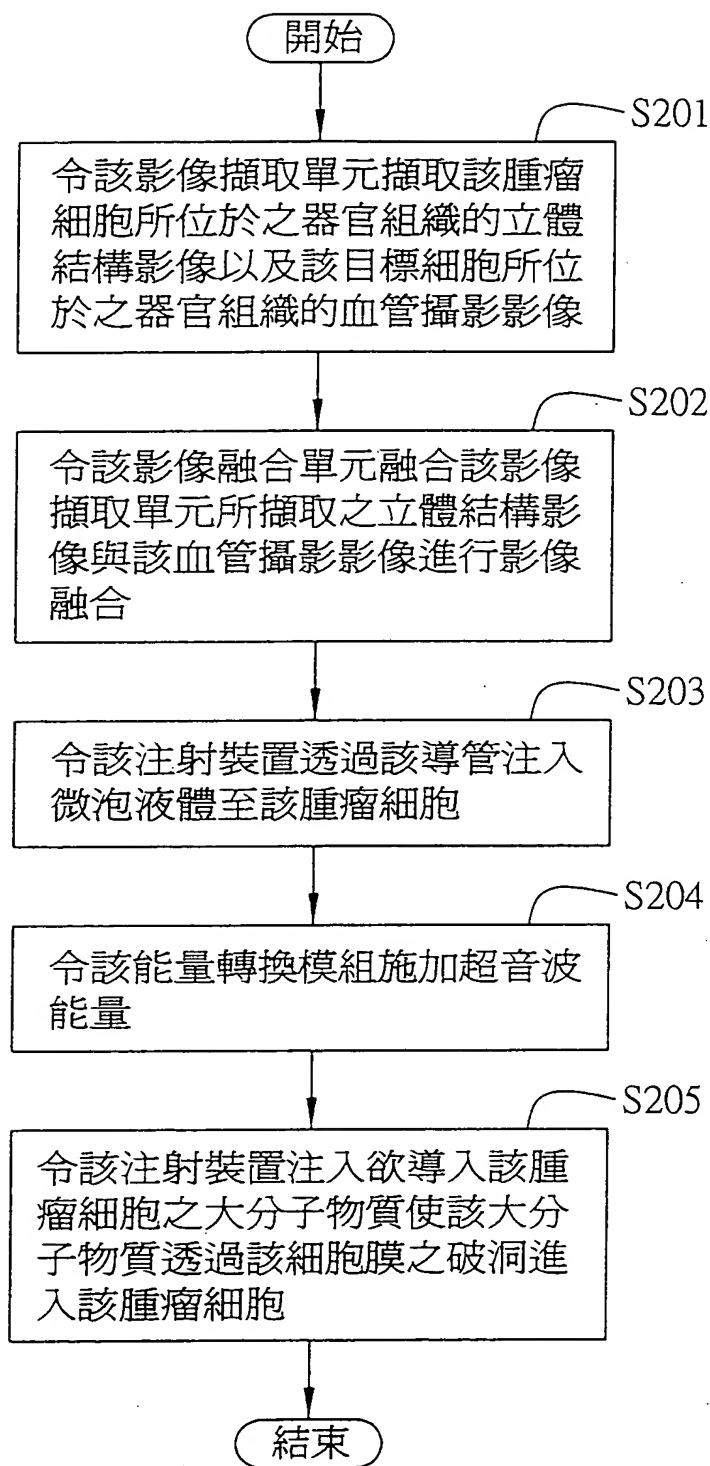 開始
S201
令該影像擷取單元擷取該腫瘤
細胞所位於之器官組織的立體
結構影像以及該目標細胞所位
於之器官組織的血管攝影影像
S202
令該影像融合單元融合該影像
擷取單元所擷取之立體結構影
像與該血管攝影影像進行影像
融合
S203
令該注射裝置透過該導管注入
微泡液體至該腫瘤細胞
S204
令該能量轉換模組施加超音波
能量
S205
令該注射裝置注入欲導入該腫
瘤細胞之大分子物質使該大分
子物質透過該細胞膜之破洞進
入該腫瘤細胞
結束